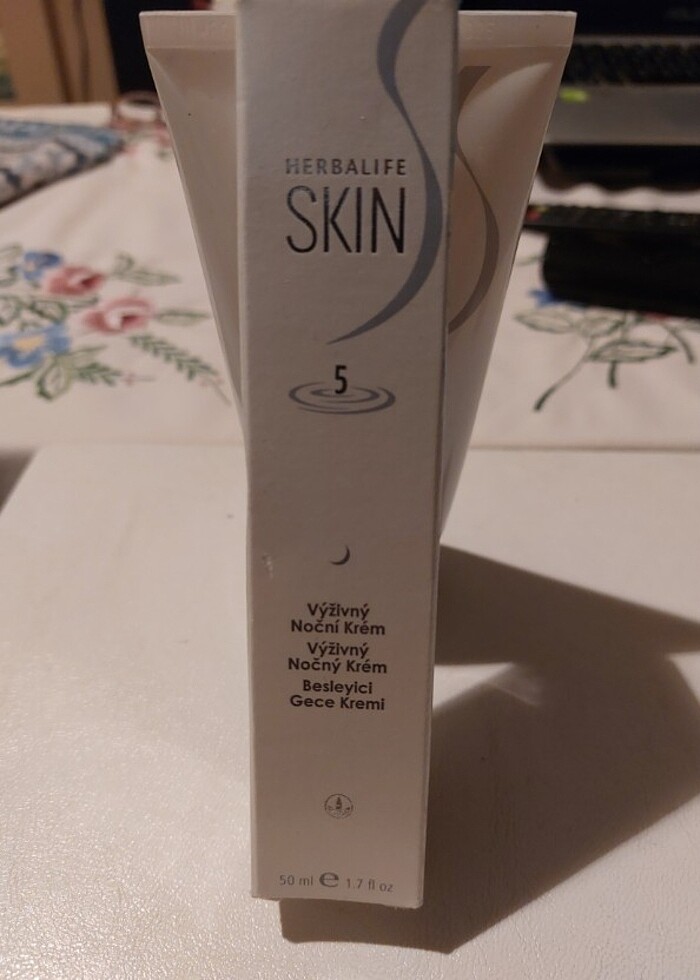 HERBALIFE
SKIN
5
Výživný
Noční Krém
Výživný
Nočný Krém
Besleyici
Gece Kremi
50 ml e 1.7 fl oz